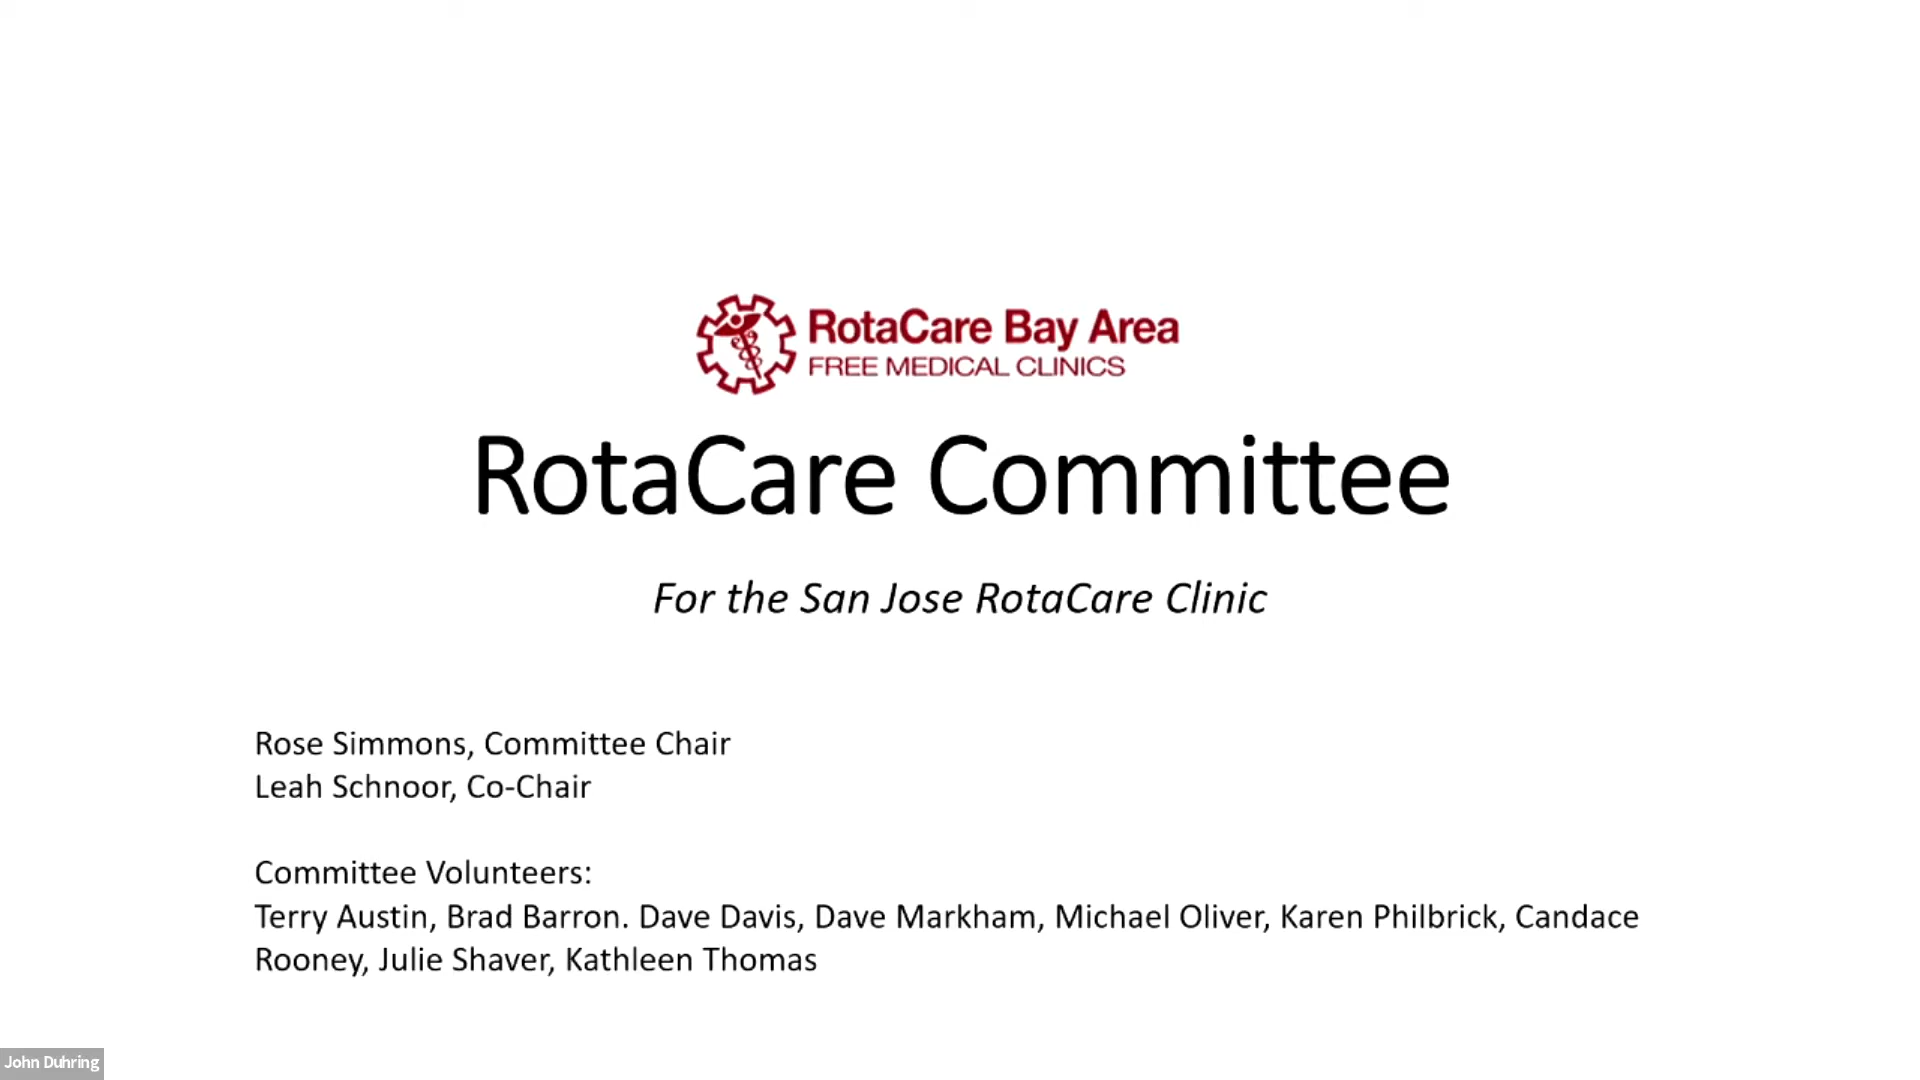 RotaCare Bay Area
FREE MEDICAL CLINICS
RotaCare Committee
For the San Jose RotaCare Clinic
Rose Simmons, Committee Chair
Leah Schnoor, Co-Chair
Committee Volunteers:
Terry Austin, Brad Barron. Dave Davis, Dave Markham, Michael Oliver, Karen Philbrick, Candace
Rooney, Julie Shaver, Kathleen Thomas
John Duhring